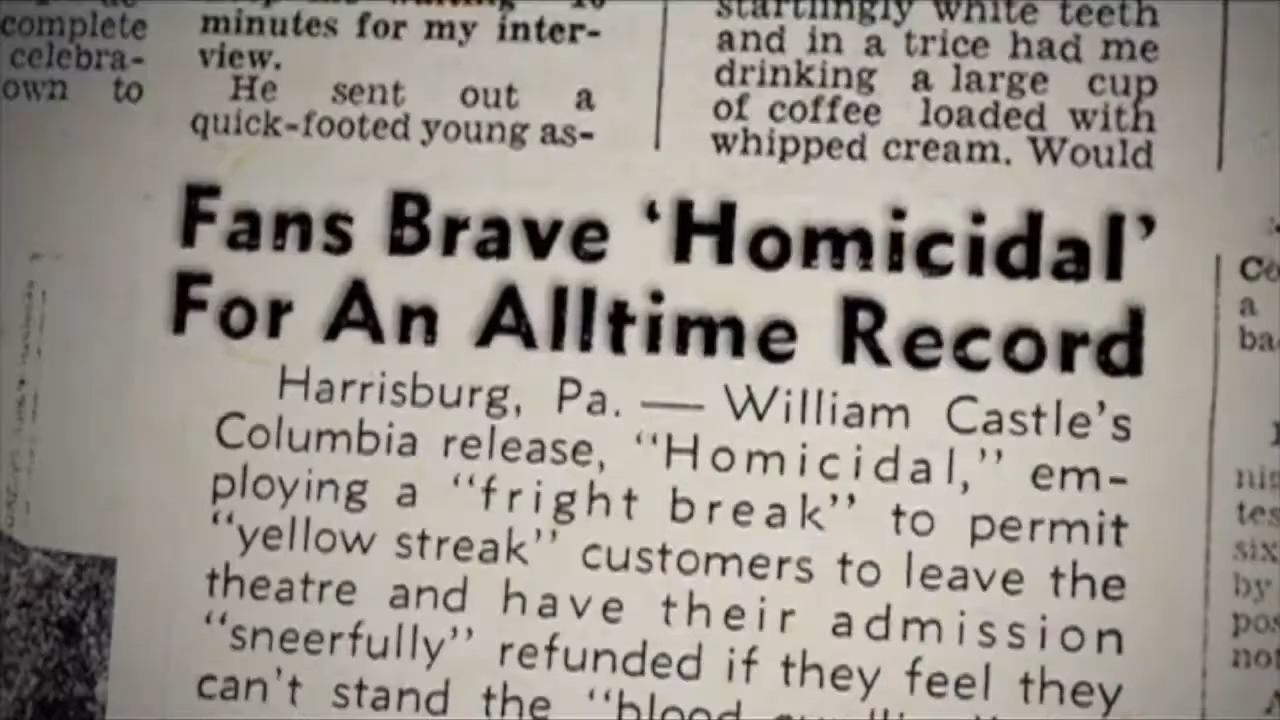 complete
celebra-
own to
minutes for my inter-
view.
He sent out a
quick-footed young as-
startlingly white teeth
and in a trice had me
drinking a large cup
of coffee loaded with
whipped cream. Would
Fans Brave 'Homicidal'
For An Alltime Record
Harrisburg, Pa. — William Castle's
Columbia release, "Homicidal," em-
ploying a "fright break" to permit
"yellow streak" customers to leave the
theatre and have their admission
"sneerfully" refunded if they feel they
can't stand the "blood
a
by